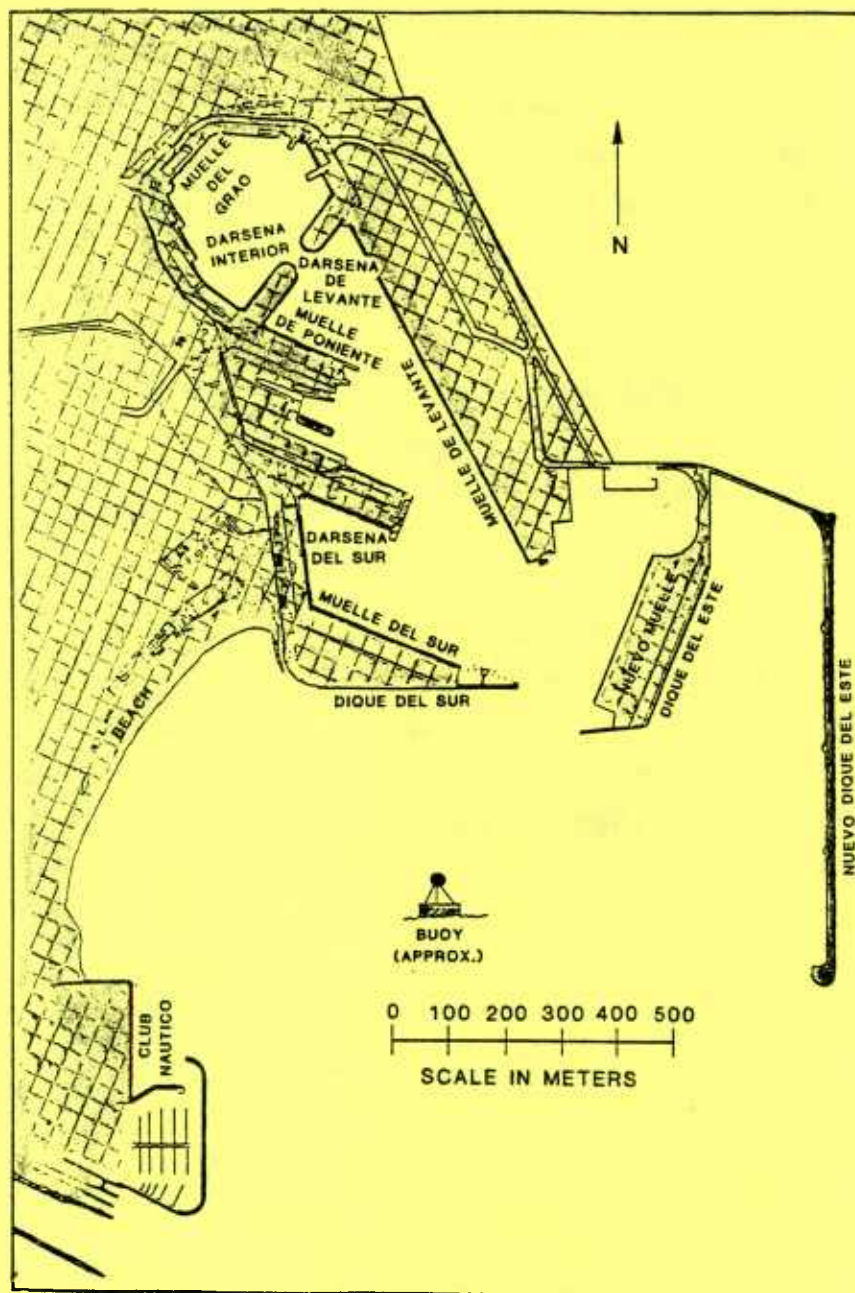 MUELLE
DEL
GRAO
DARSENA
INTERIOR
N
DARSENA
DE
LEVANTE
MUELLE
DE PONIENTE
MUELLE DE LEVANTE
DARSENA
DEL SUR
MUELLE DEL SUR
DIQUE DEL SUR
NUEVO MUELLE
DIQUE DEL ESTE
NUEVO DIQUE DEL ESTE
BEACH
BUOY
(APPROX.)
0 100 200 300 400 500
SCALE IN METERS
CLUB
NAUTICO